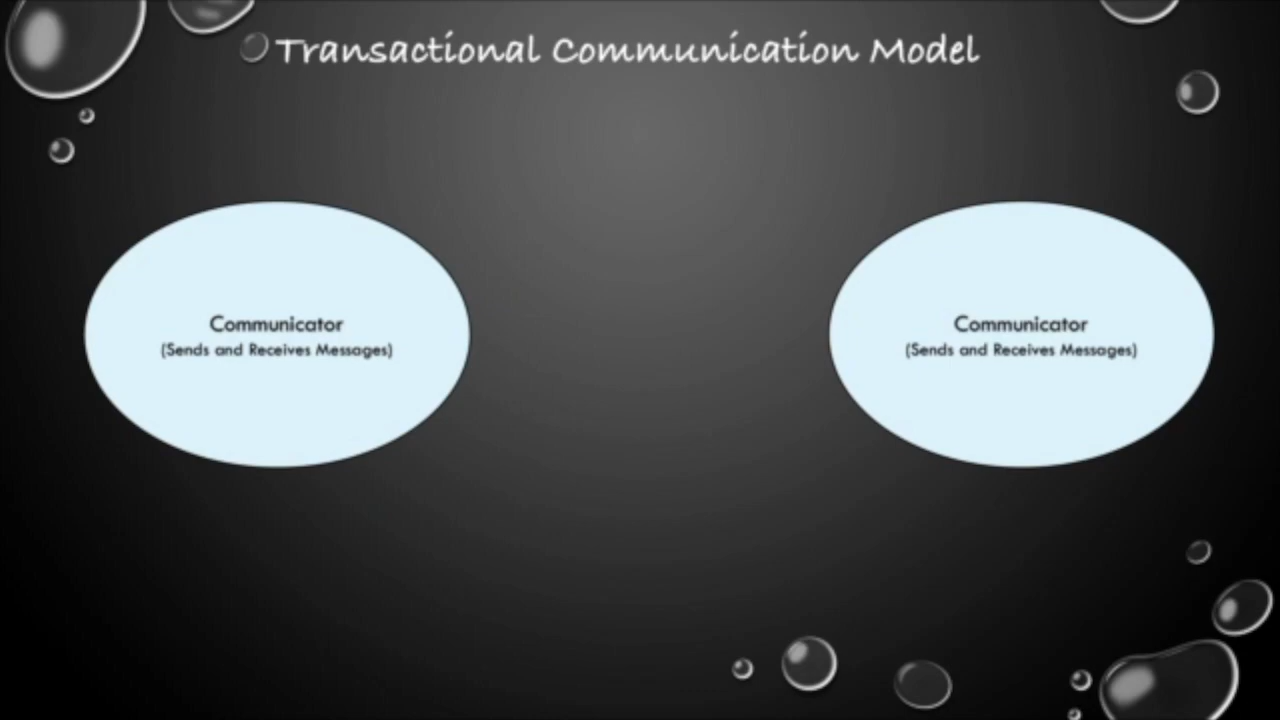 Transactional Communication Model
Communicator
(Sends and Receives Messages)
Communicator
(Sends and Receives Messages)